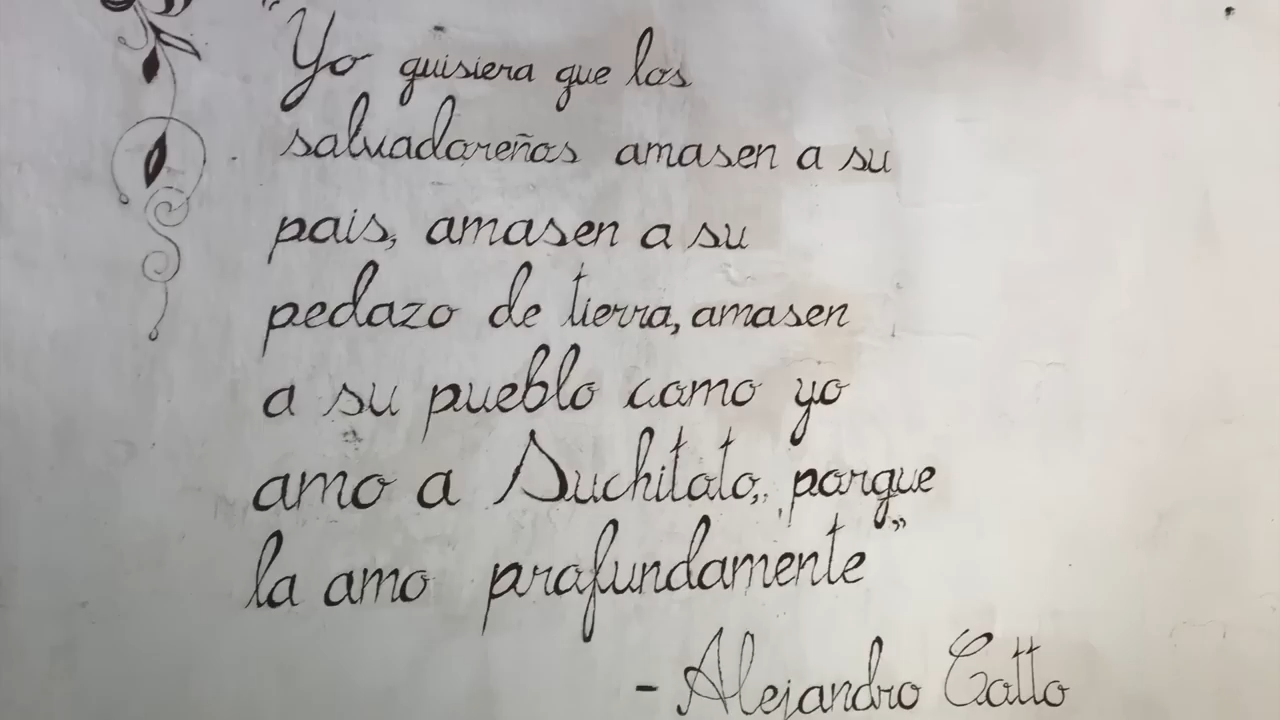 "Yo quisiera que los
salvadoreños amasen a su
pais, amasen a su
pedazo de tierra, amasen
a su pueblo como yo
amo a Suchitoto, porque
la amo profundamente"
- Alejandro Cotto